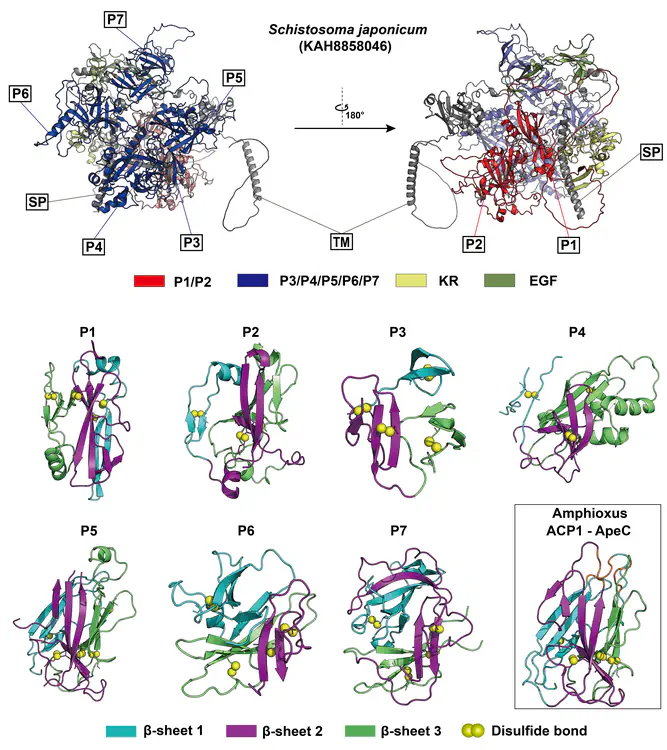 Schistosoma japonicum
(KAH8858046)
P7
P5
P6
180°
SP
SP
P4
P3
TM
P2
P1
P1/P2
P3/P4/P5/P6/P7
KR
EGF
P1
P2
P3
P4
P5
P6
P7
Amphioxus
ACP1 - ApeC
β-sheet 1
β-sheet 2
β-sheet 3
Disulfide bond